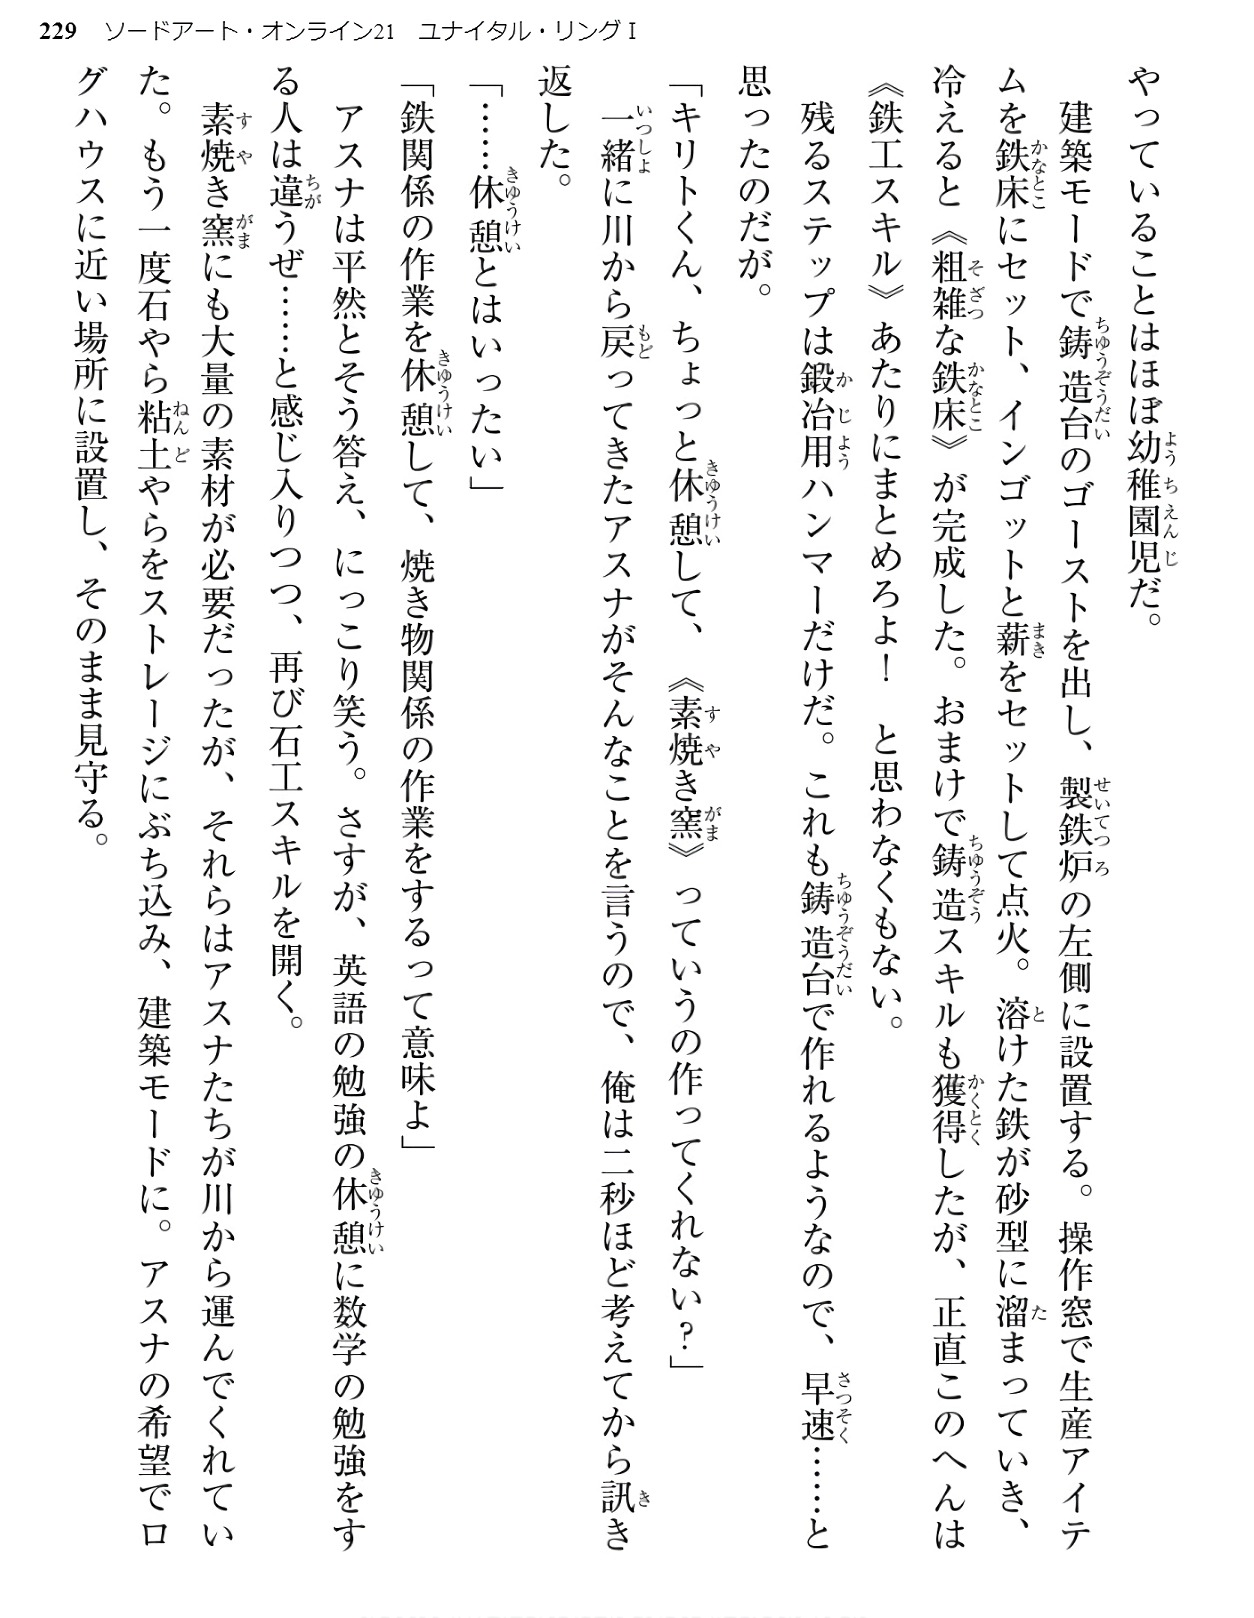 229 ソードアート・オンライン21 ユナイタル・リングⅠ
やっていることはほぼ幼稚園児だ。
建築モードで鋳造台のゴーストを出し、製鉄炉の左側に設置する。操作窓で生産アイテ
ムを鉄床にセット、インゴットと薪をセットして点火。溶けた鉄が砂型に溜まっていき、
冷えると《粗雑な鉄床》が完成した。おまけで鋳造スキルも獲得したが、正直このへんは
《鉄工スキル》あたりにまとめろよ！　と思わなくもない。
残るステップは鍛冶用ハンマーだけだ。これも鋳造台で作れるようなので、早速……と
思ったのだが。
「キリトくん、ちょっと休憩して、《素焼き窯》っていうの作ってくれない？」
一緒に川から戻ってきたアスナがそんなことを言うので、俺は二秒ほど考えてから訊き
返した。
「……休憩とはいったい」
「鉄関係の作業を休憩して、焼き物関係の作業をするって意味よ」
アスナは平然とそう答え、にっこり笑う。さすが、英語の勉強の休憩に数学の勉強をす
る人は違うぜ……と感じ入りつつ、再び石工スキルを開く。
素焼き窯にも大量の素材が必要だったが、それらはアスナたちが川から運んでくれてい
た。もう一度石やら粘土やらをストレージにぶち込み、建築モードに。アスナの希望でロ
グハウスに近い場所に設置し、そのまま見守る。